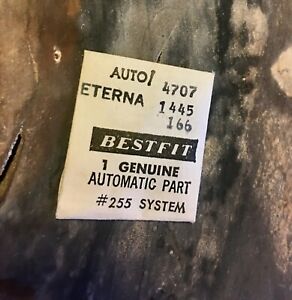 AUTO/ 4707
ETERNA 1445
166
BESTFIT
1 GENUINE
AUTOMATIC PART
#255 SYSTEM